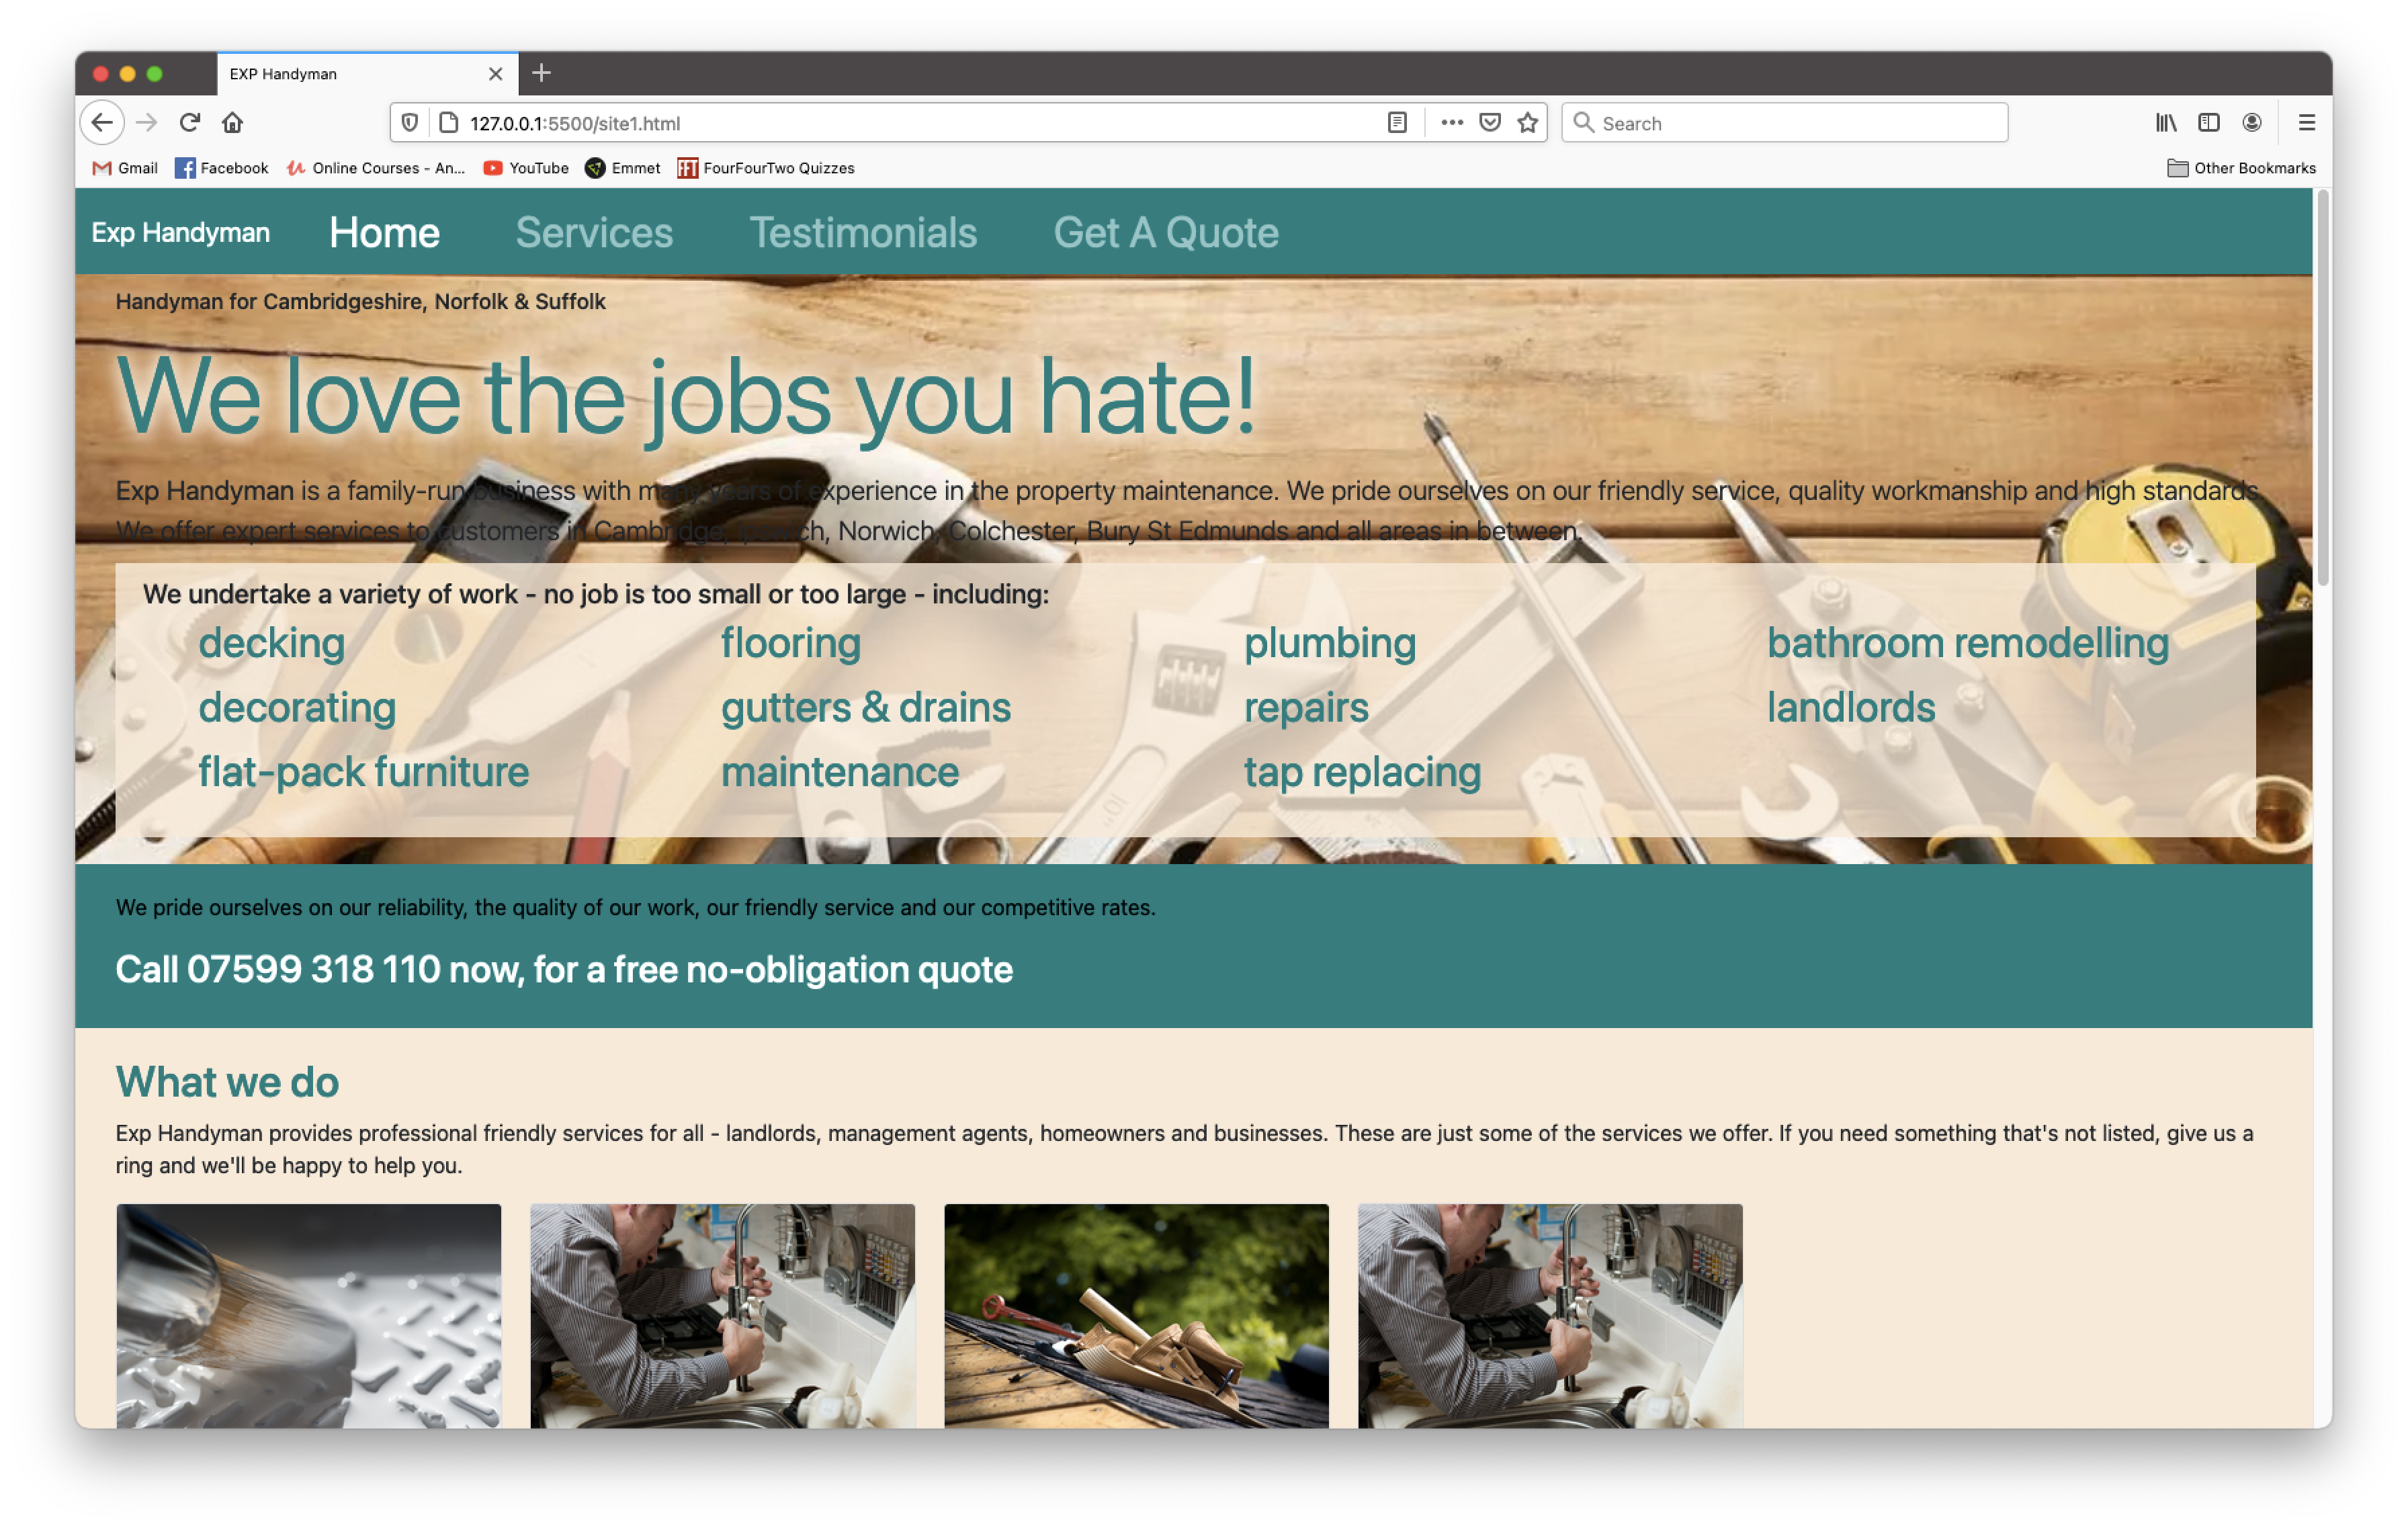 EXP Handyman
127.0.0.1:5500/site1.html
Search
Gmail Facebook Online Courses - An... YouTube Emmet FourFourTwo Quizzes Other Bookmarks
Exp Handyman Home Services Testimonials Get A Quote
Handyman for Cambridgeshire, Norfolk & Suffolk
We love the jobs you hate!
Exp Handyman is a family-run business with many years of experience in the property maintenance. We pride ourselves on our friendly service, quality workmanship and high standards.
We offer expert services to customers in Cambridge, Ipswich, Norwich, Colchester, Bury St Edmunds and all areas in between.
We undertake a variety of work - no job is too small or too large - including:
decking flooring plumbing bathroom remodelling
decorating gutters & drains repairs landlords
flat-pack furniture maintenance tap replacing
We pride ourselves on our reliability, the quality of our work, our friendly service and our competitive rates.
Call 07599 318 110 now, for a free no-obligation quote
What we do
Exp Handyman provides professional friendly services for all - landlords, management agents, homeowners and businesses. These are just some of the services we offer. If you need something that's not listed, give us a
ring and we'll be happy to help you.